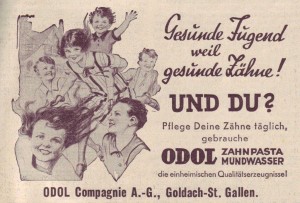 Gesunde Jugend
weil
gesunde Zähne!
UND DU?
Pflege Deine Zähne täglich,
gebrauche
ODOL ZAHNPASTA
MUNDWASSER
die einheimischen Qualitätserzeugnisse!
ODOL Compagnie A.-G., Goldach-St. Gallen.